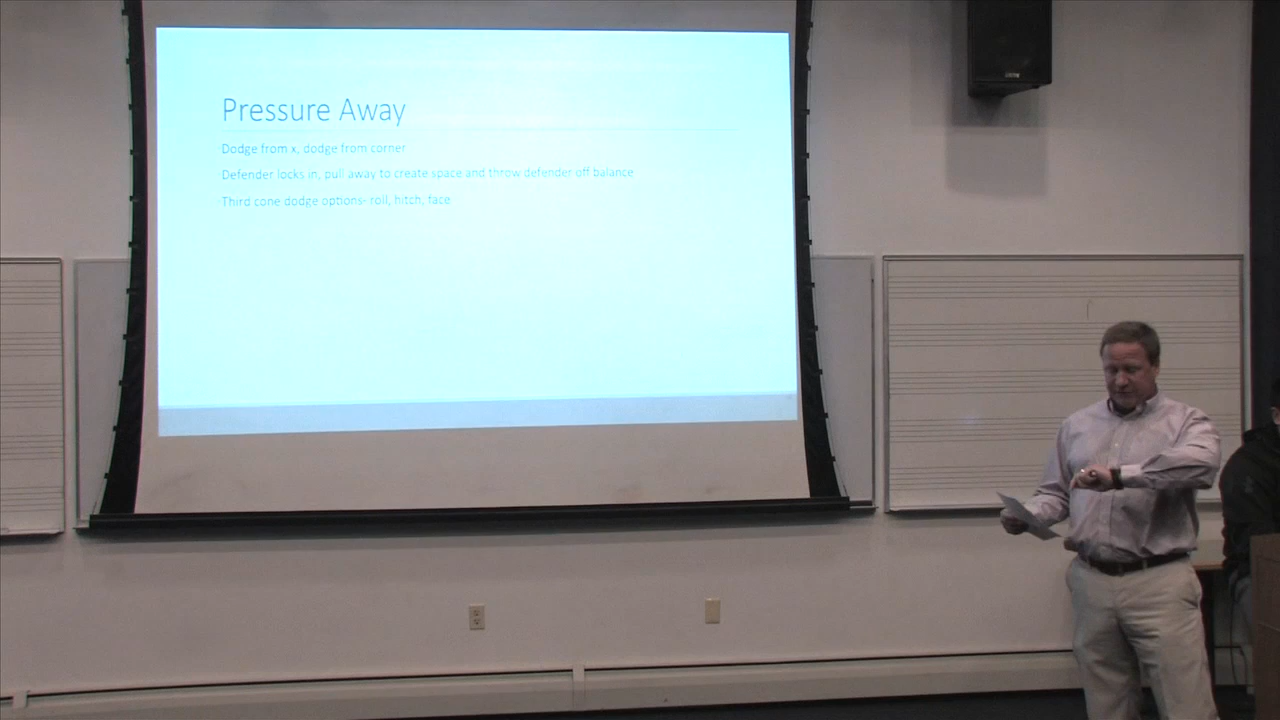 Pressure Away
Dodge from x, dodge from corner
Defender locks in, pull away to create space and throw defender off balance
Third cone dodge options- roll, hitch, face